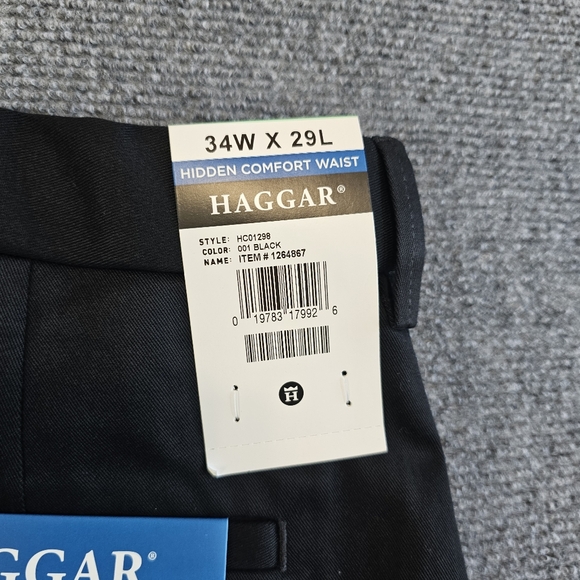 34W X 29L
HIDDEN COMFORT WAIST
HAGGAR®
STYLE: HC01298
COLOR: 001 BLACK
NAME: ITEM # 1264867
0 19783 17992 6
H
GGAR®